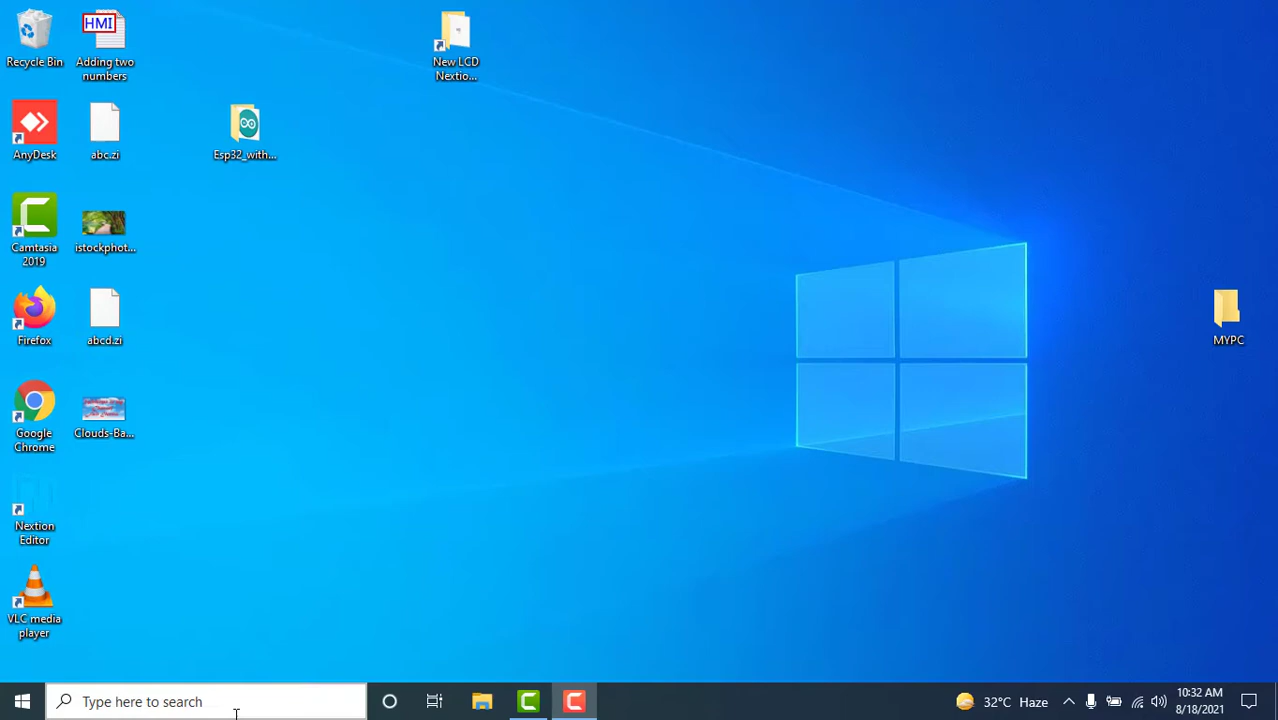 HMI
Recycle Bin
Adding two
numbers
New LCD
Nextio...
AnyDesk
abc.zi
Esp32_with...
Camtasia
2019
istockphot...
Firefox
abcd.zi
MYPC
Google
Chrome
Clouds-Ba...
Nextion
Editor
VLC media
player
Type here to search
32°C Haze
10:32 AM
8/18/2021